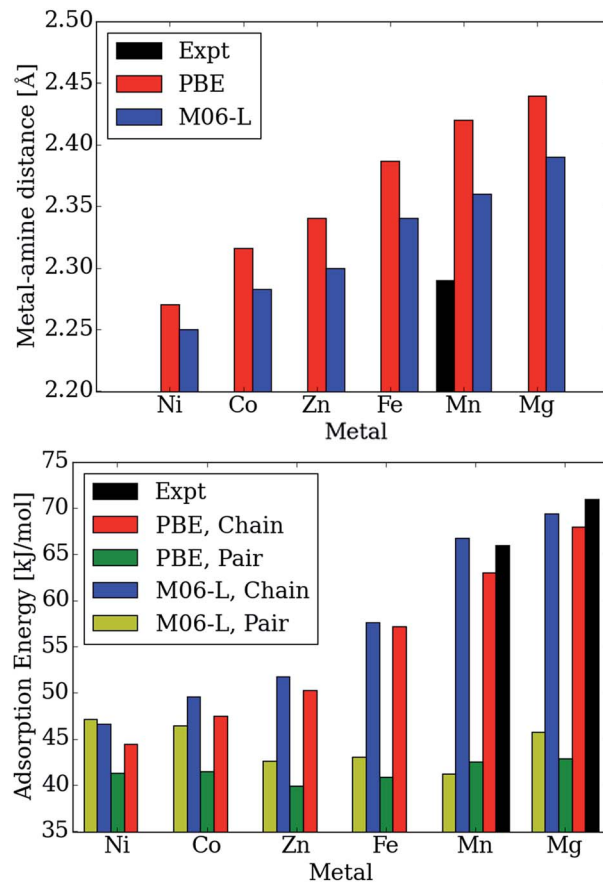 2.50
2.45
2.40
2.35
2.30
2.25
2.20
Metal-amine distance [Å]
Expt
PBE
M06-L
Ni Co Zn Fe Mn Mg
Metal
75
70
65
60
55
50
45
40
35
Adsorption Energy [kJ/mol]
Expt
PBE, Chain
PBE, Pair
M06-L, Chain
M06-L, Pair
Ni Co Zn Fe Mn Mg
Metal